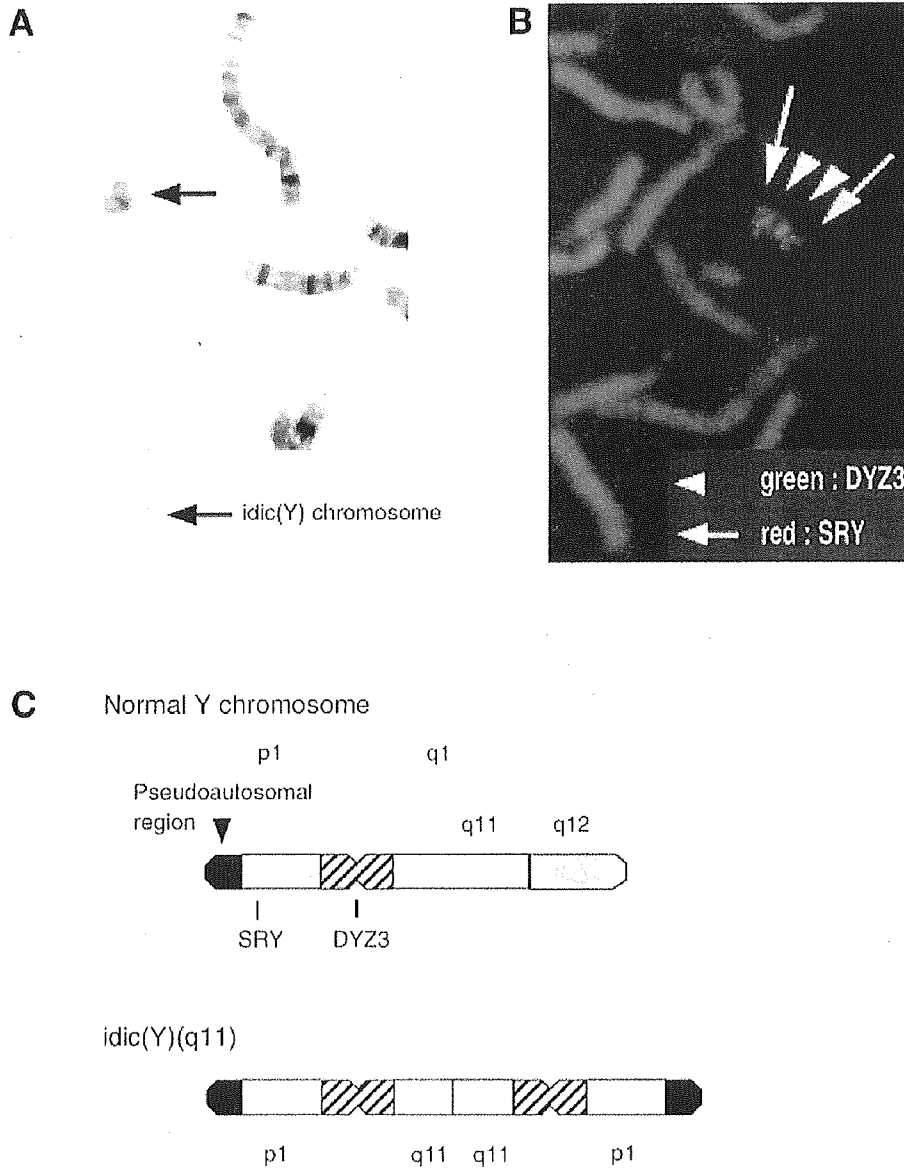 A
B
idic(Y) chromosome
green : DYZ3
red : SRY
C
Normal Y chromosome
p1
q1
Pseudoautosomal
region
q11
q12
SRY
DYZ3
idic(Y)(q11)
p1
q11
q11
p1